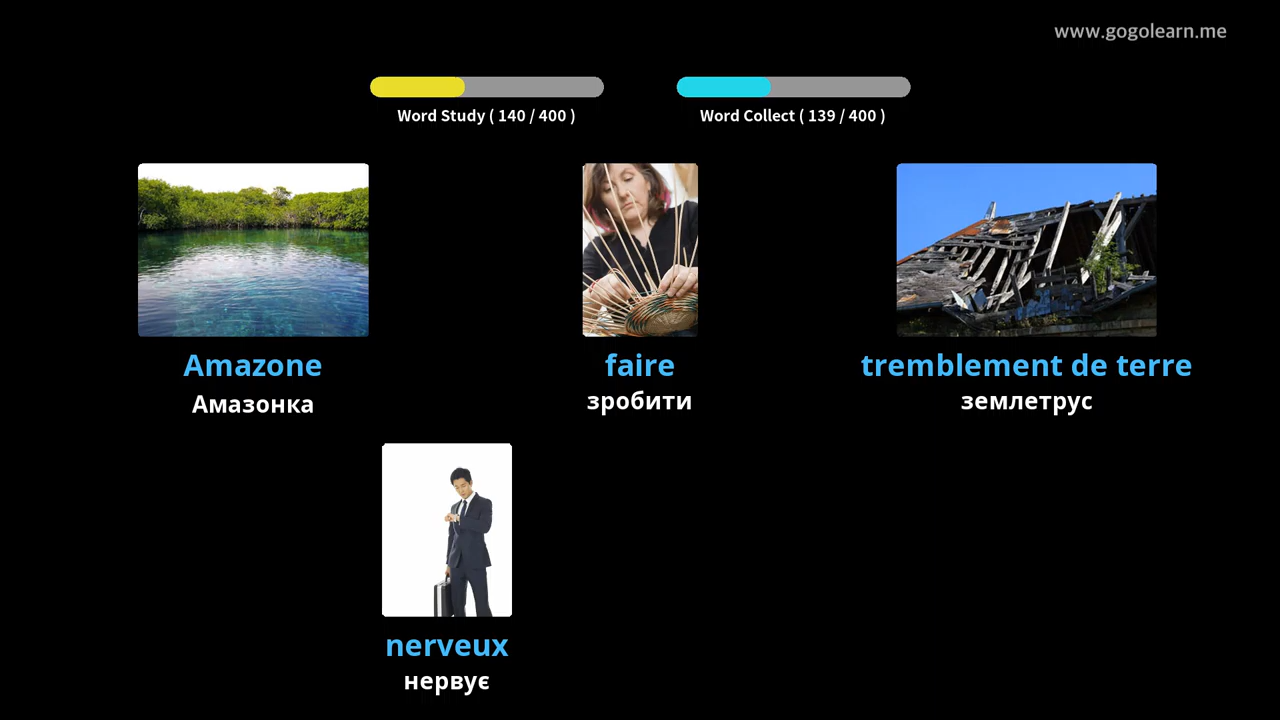 www.gogolearn.me
Word Study ( 140 / 400 )
Word Collect ( 139 / 400 )
Amazone
Амазонка
faire
зробити
tremblement de terre
землетрус
nerveux
нервує